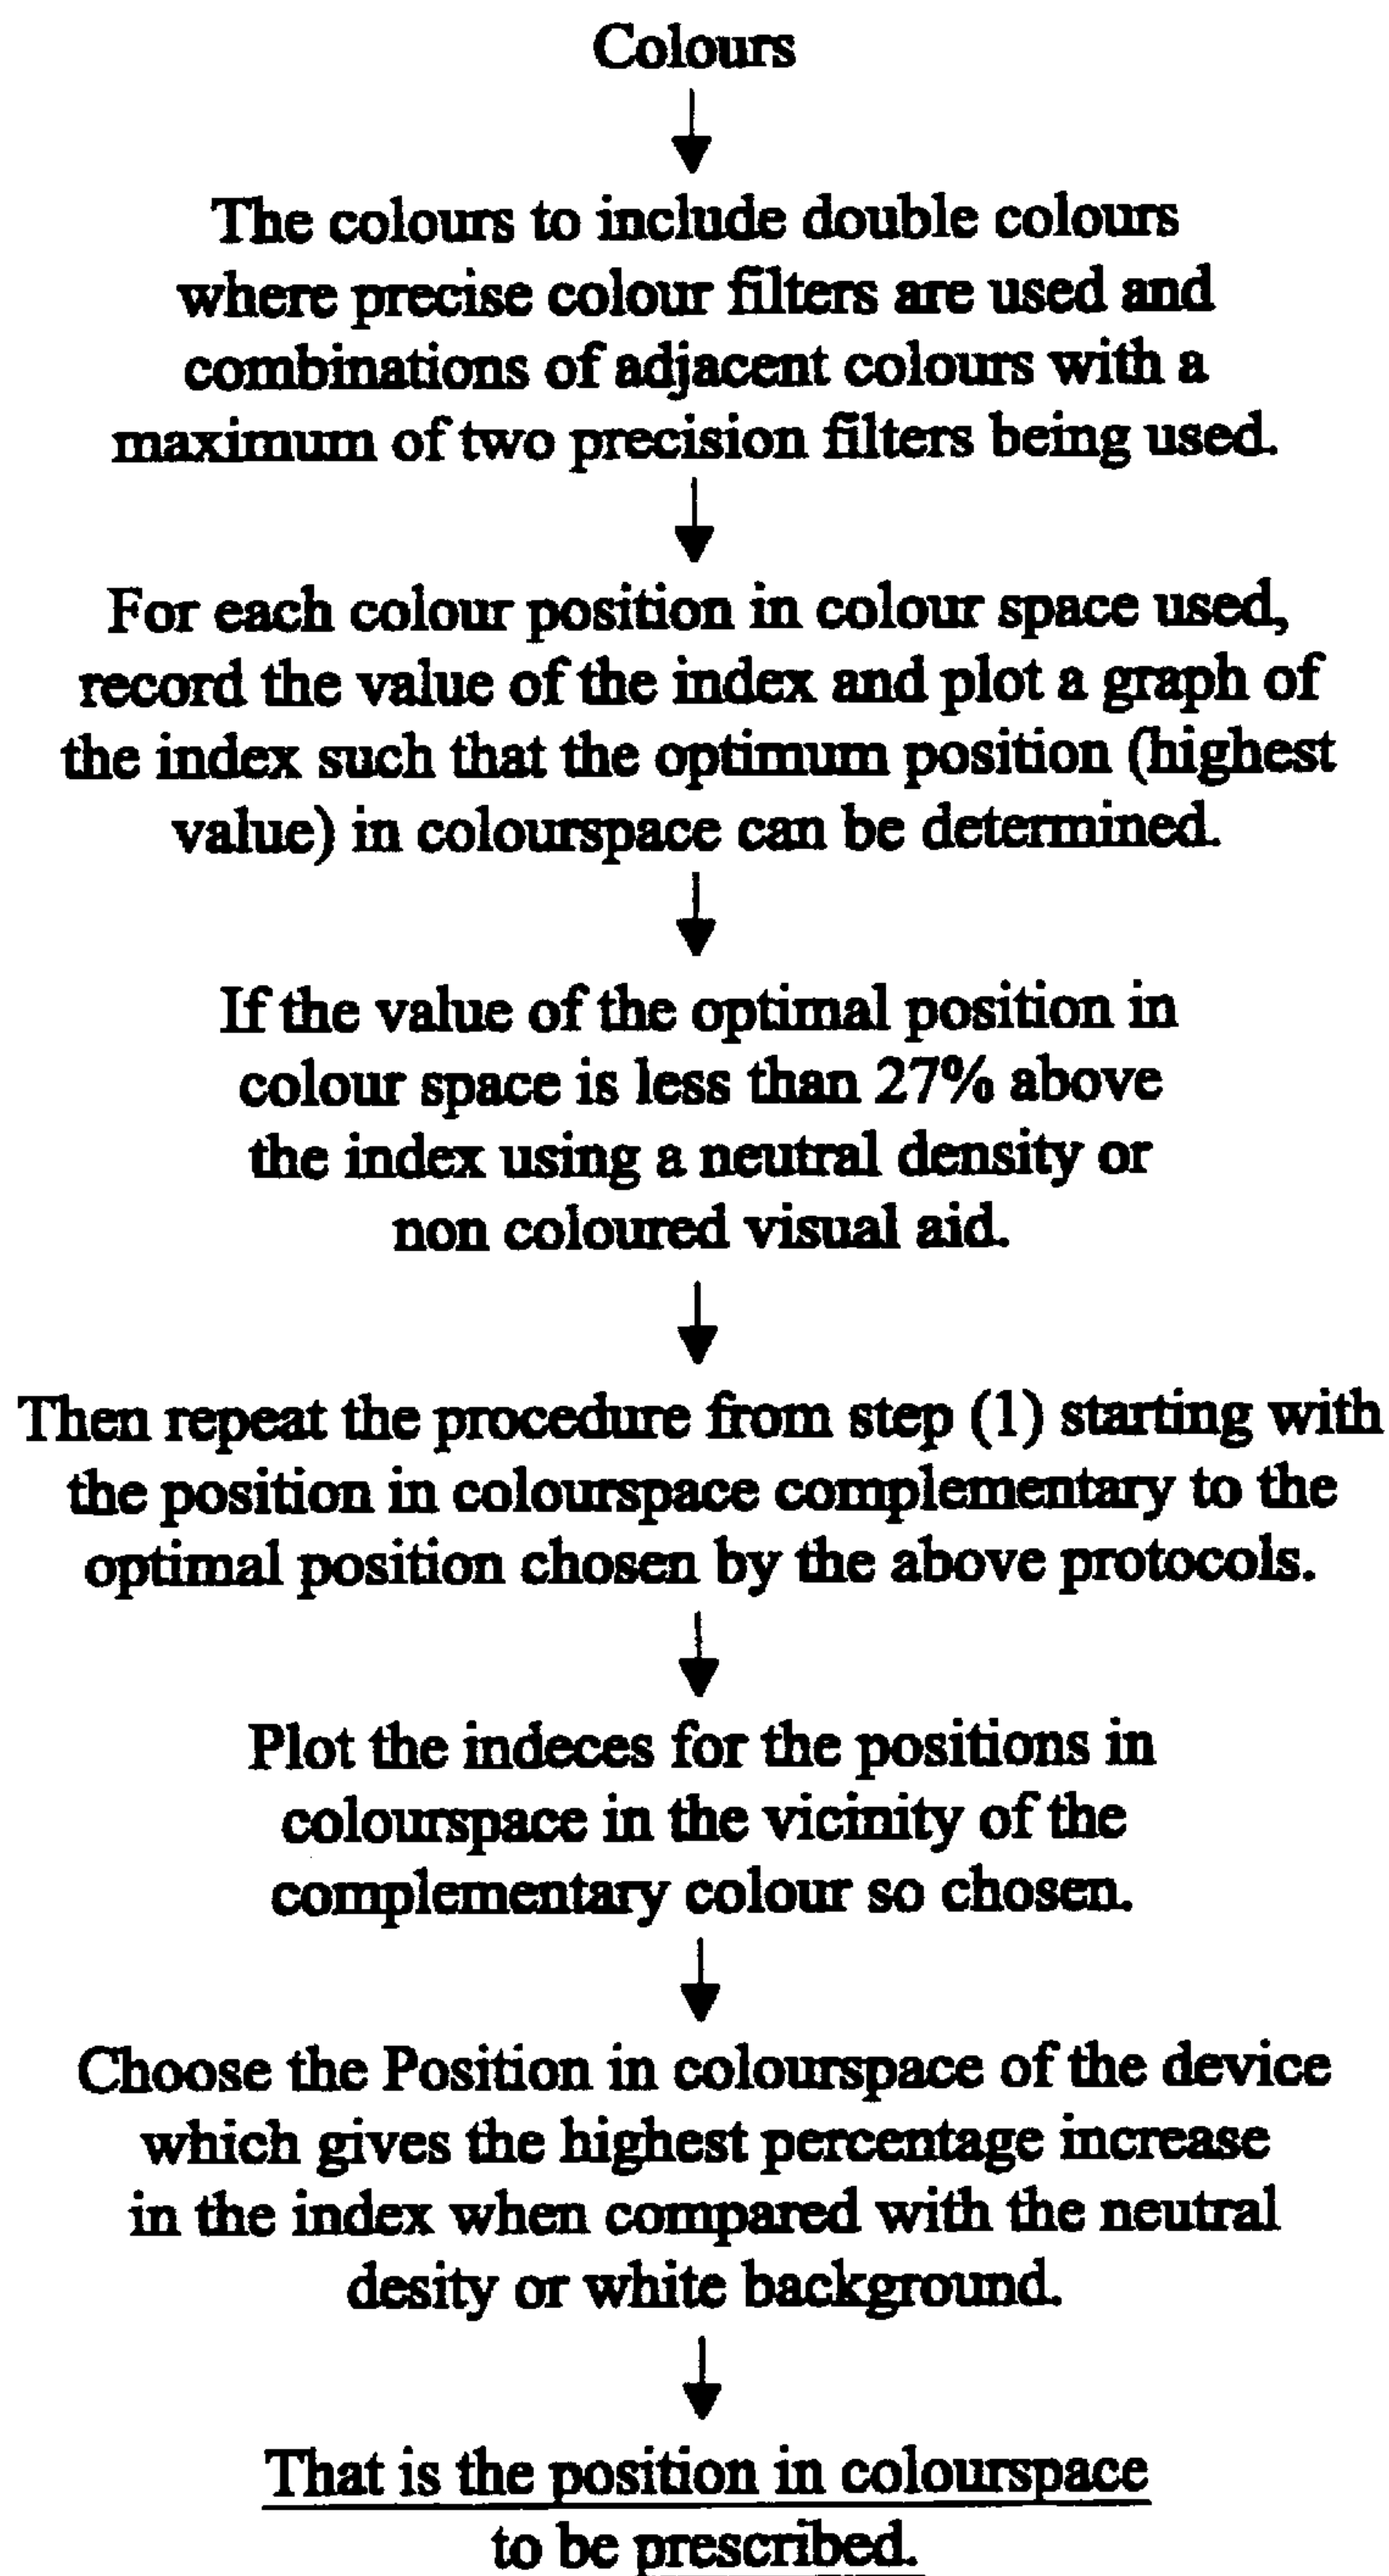 Colours
The colours to include double colours
where precise colour filters are used and
combinations of adjacent colours with a
maximum of two precision filters being used.
For each colour position in colour space used,
record the value of the index and plot a graph of
the index such that the optimum position (highest
value) in colourspace can be determined.
If the value of the optimal position in
colour space is less than 27% above
the index using a neutral density or
non coloured visual aid.
Then repeat the procedure from step (1) starting with
the position in colourspace complementary to the
optimal position chosen by the above protocols.
Plot the indeces for the positions in
colourspace in the vicinity of the
complementary colour so chosen.
Choose the Position in colourspace of the device
which gives the highest percentage increase
in the index when compared with the neutral
desity or white background.
That is the position in colourspace
to be prescribed.